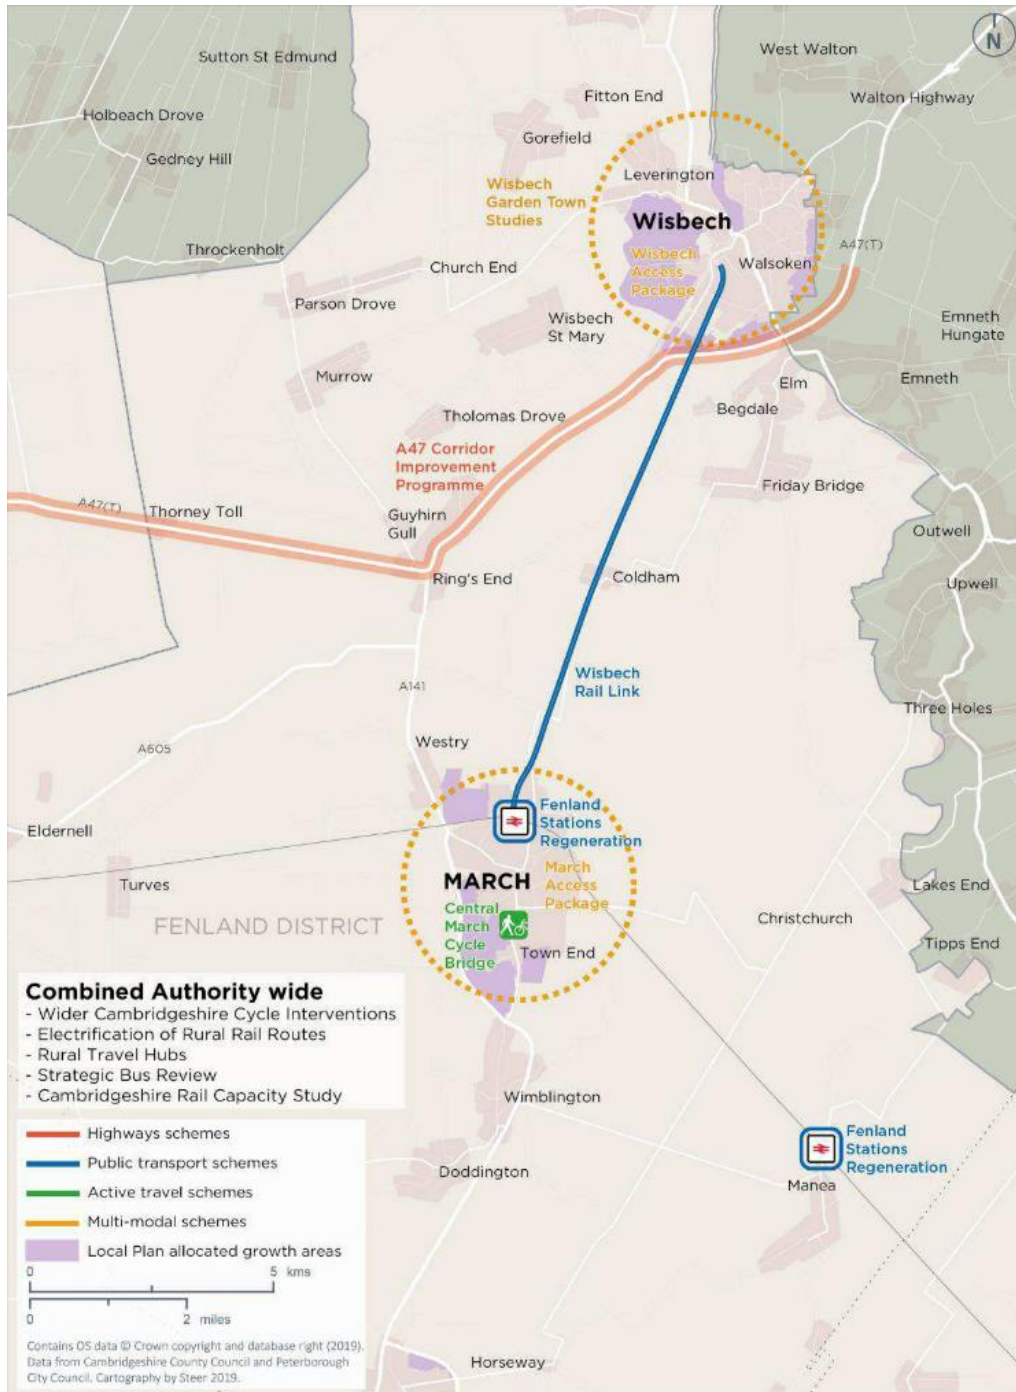 N
West Walton
Sutton St Edmund
Fitton End
Walton Highway
Holbeach Drove
Gorefield
Gedney Hill
Leverington
Wisbech
Garden Town
Studies
Wisbech
Throckenholt
A47(T)
Wisbech
Access
Package
Walsoken
Church End
Parson Drove
Wisbech
St Mary
Emneth
Hungate
Murrow
Elm
Emneth
Begdale
Tholomas Drove
A47 Corridor
Improvement
Programme
Friday Bridge
A47(T)
Thorney Toll
Guyhirn
Gull
Outwell
Ring's End
Coldham
Upwell
Wisbech
Rail Link
A141
Three Holes
Westry
A605
Fenland
Stations
Regeneration
Eldernell
MARCH
March
Access
Package
Turves
Lakes End
Central
March
Cycle
Bridge
Christchurch
FENLAND DISTRICT
Town End
Tipps End
Combined Authority wide
- Wider Cambridgeshire Cycle Interventions
- Electrification of Rural Rail Routes
- Rural Travel Hubs
- Strategic Bus Review
- Cambridgeshire Rail Capacity Study
Wimblington
Fenland
Stations
Regeneration
Doddington
Manea
Highways schemes
Public transport schemes
Active travel schemes
Multi-modal schemes
Local Plan allocated growth areas
0 5 kms
0 2 miles
Contains OS data © Crown copyright and database right (2019).
Data from Cambridgeshire County Council and Peterborough
City Council. Cartography by Steer 2019.
Horseway